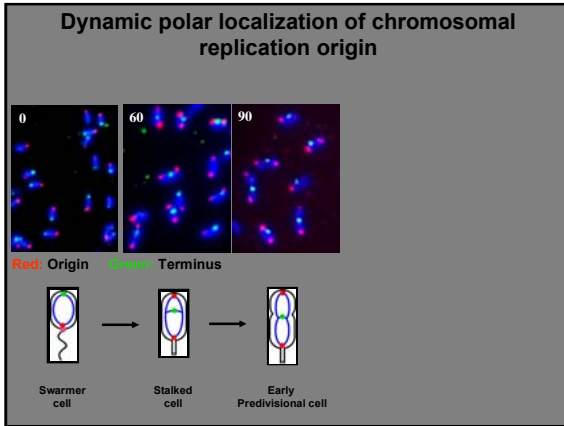 Dynamic polar localization of chromosomal
replication origin
0
60
90
Red: Origin Green: Terminus
Swarmer
cell
Stalked
cell
Early
Predivisional cell